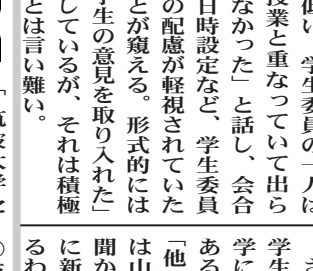 低い。学生委員の一人は
授業と重なっていて出ら
なかった」と話し、会合
日時設定など、学生委員
の配慮が軽視されていた
とが窺える。形式的には
学生の意見を取り入れた」
しているが、それは積極
とは言い難い。
「筑波大学
学生
学に
ある
「他
は山
聞か
に新
るわ